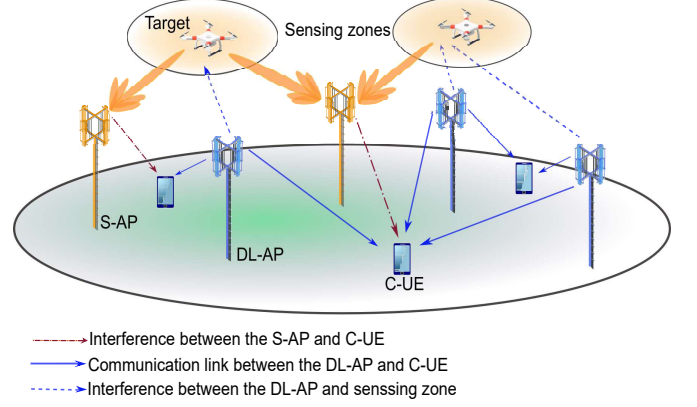 Target
Sensing zones
S-AP
DL-AP
C-UE
Interference between the S-AP and C-UE
Communication link between the DL-AP and C-UE
Interference between the DL-AP and senssing zone